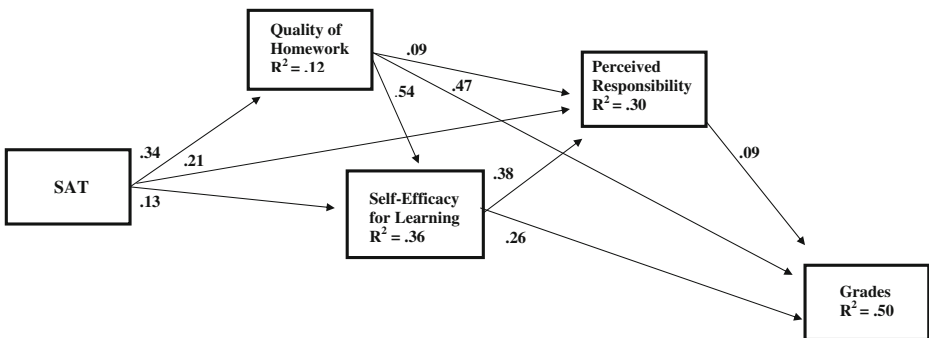 Quality of
Homework
R² = .12
.09
.54
.47
Perceived
Responsibility
R² = .30
.34
.21
.13
SAT
.38
.09
Self-Efficacy
for Learning
R² = .36
.26
Grades
R² = .50